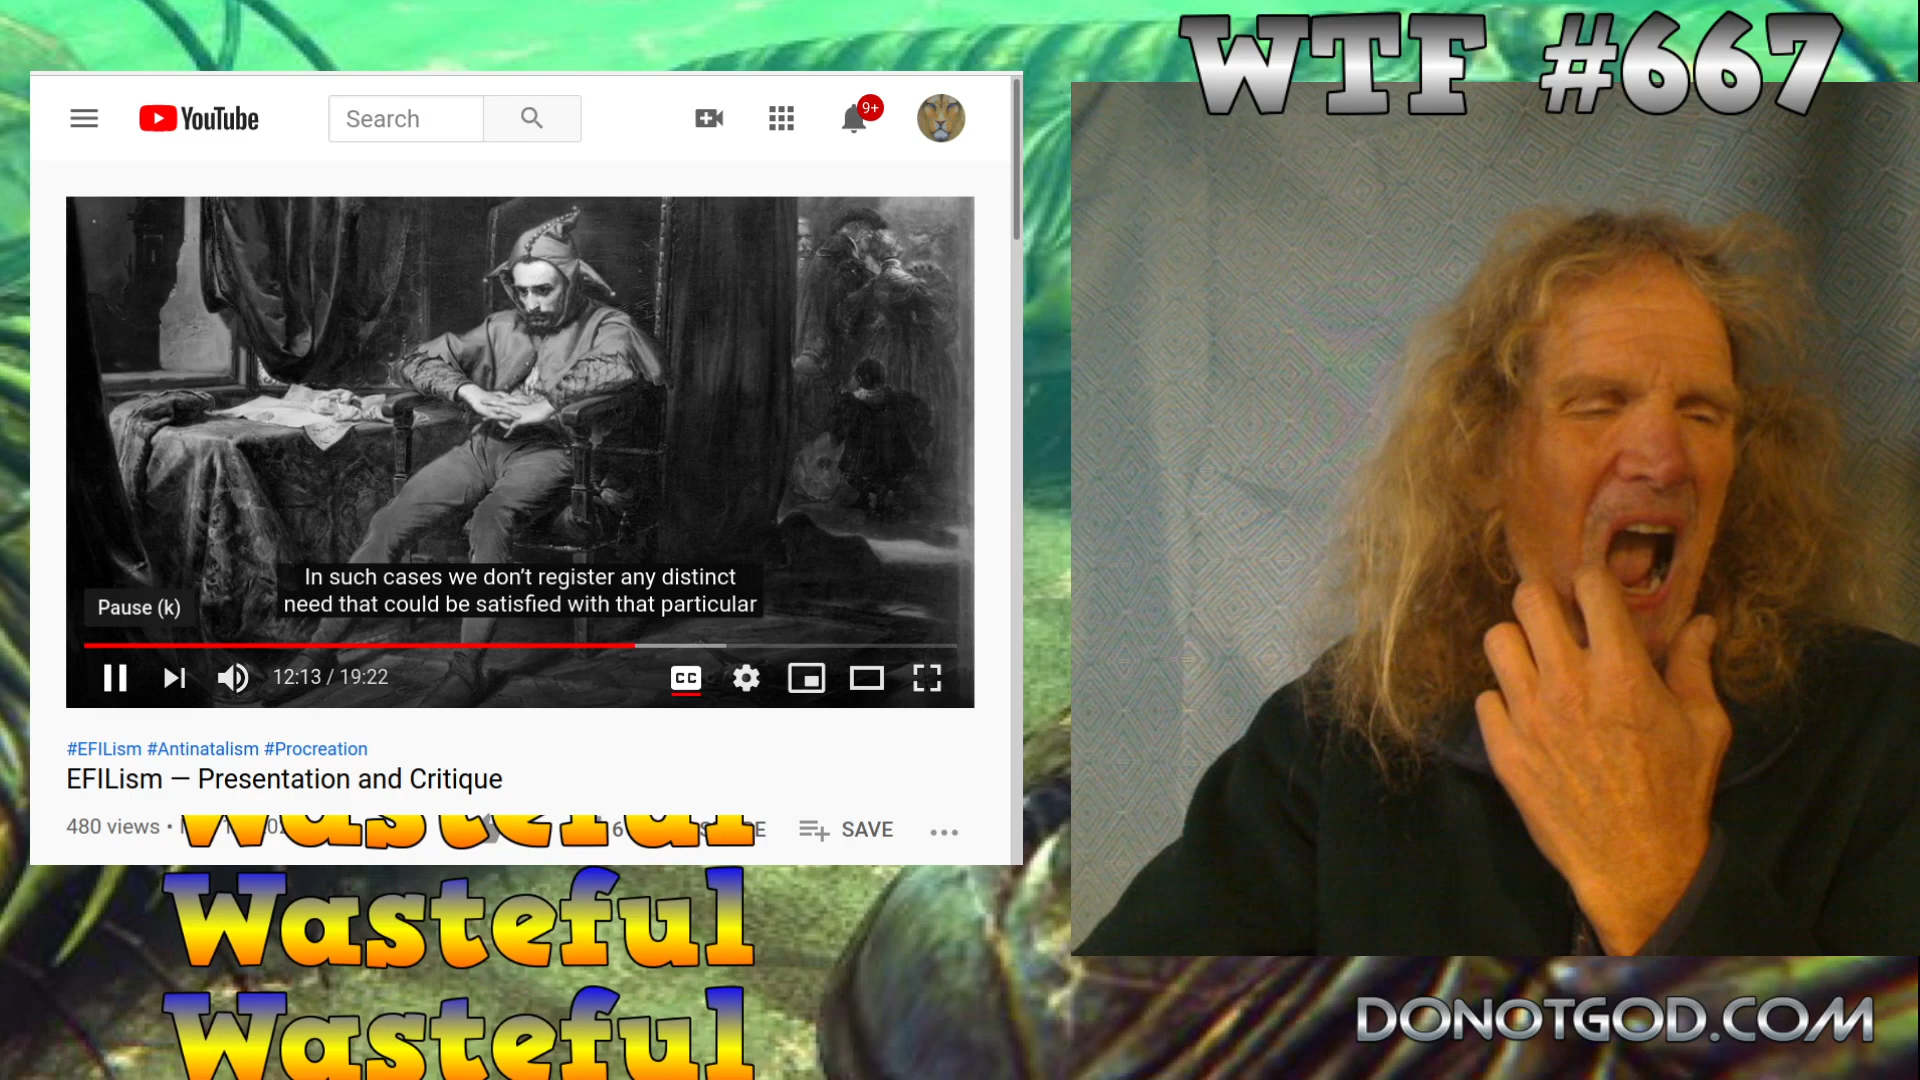 WTF #667
YouTube
Search
9+
In such cases we don't register any distinct
need that could be satisfied with that particular
Pause (k)
12:13 / 19:22
CC
#EFILism #Antinatalism #Procreation
EFILism — Presentation and Critique
480 views •
6
SAVE
Wasteful
Wasteful
Wasteful
DONOTGOD.COM